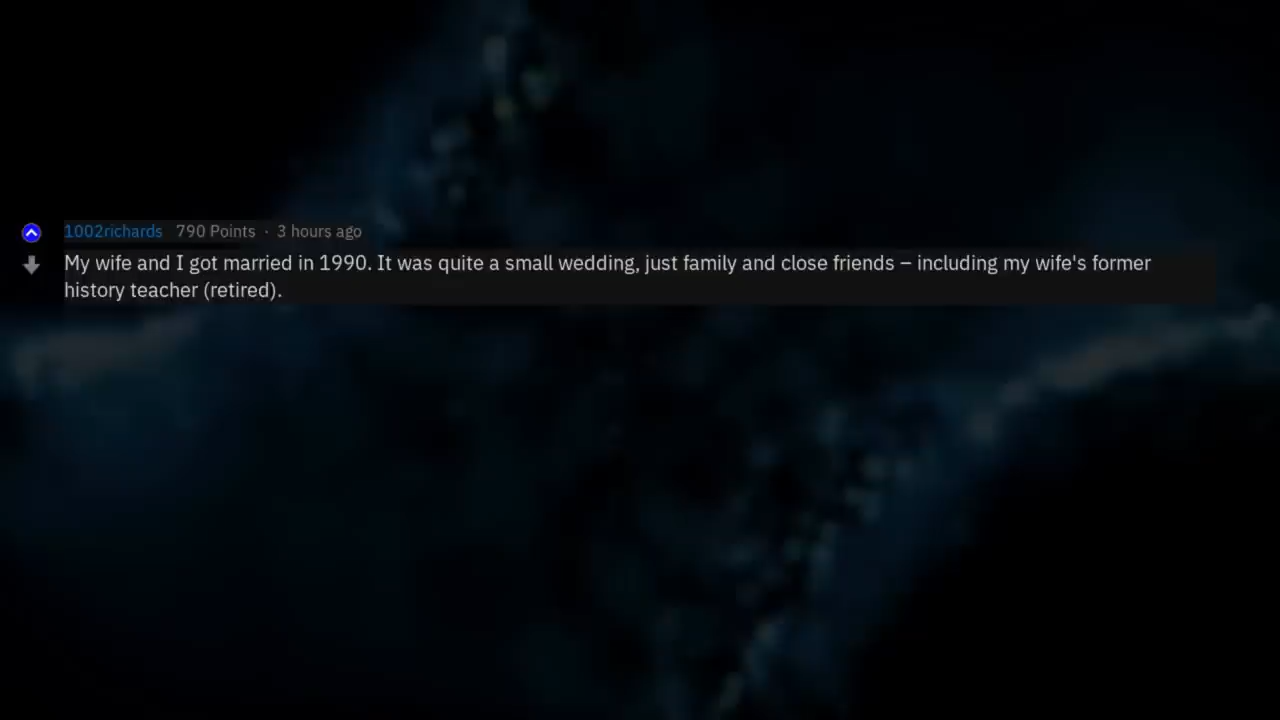 1002richards 790 Points · 3 hours ago
My wife and I got married in 1990. It was quite a small wedding, just family and close friends – including my wife's former
history teacher (retired).